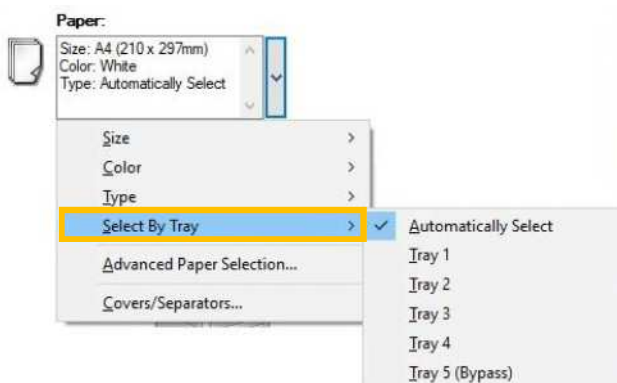 Paper:
Size: A4 (210 x 297mm)
Color: White
Type: Automatically Select
Size
Color
Type
Select By Tray
Advanced Paper Selection...
Covers/Separators...
Automatically Select
Tray 1
Tray 2
Tray 3
Tray 4
Tray 5 (Bypass)